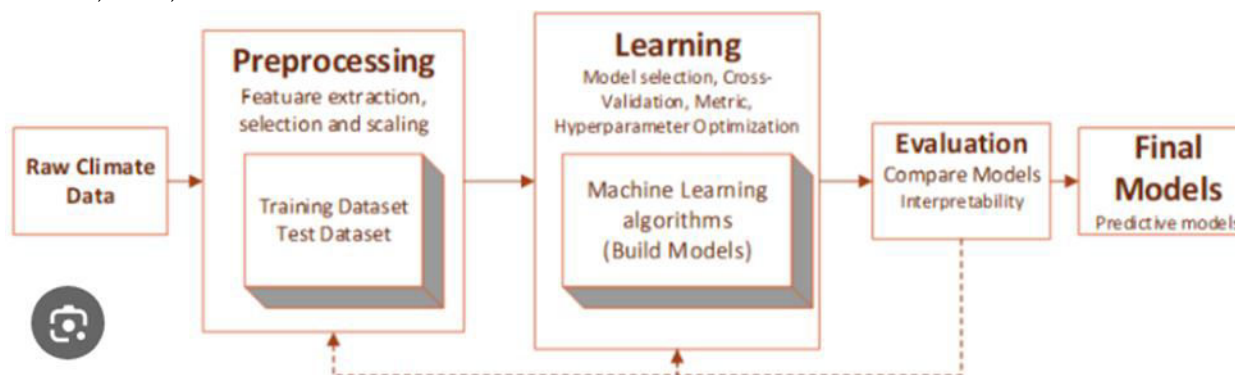 Raw Climate
Data
Preprocessing
Featuare extraction,
selection and scaling
Training Dataset
Test Dataset
Learning
Model selection, Cross-
Validation, Metric,
Hyperparameter Optimization
Machine Learning
algorithms
(Build Models)
Evaluation
Compare Models
Interpretability
Final
Models
Predictive models